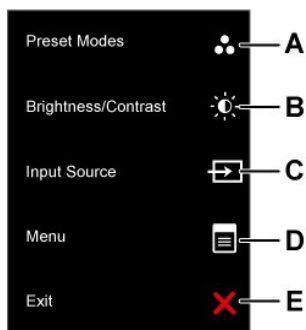 Preset Modes A
Brightness/Contrast B
Input Source C
Menu D
Exit E